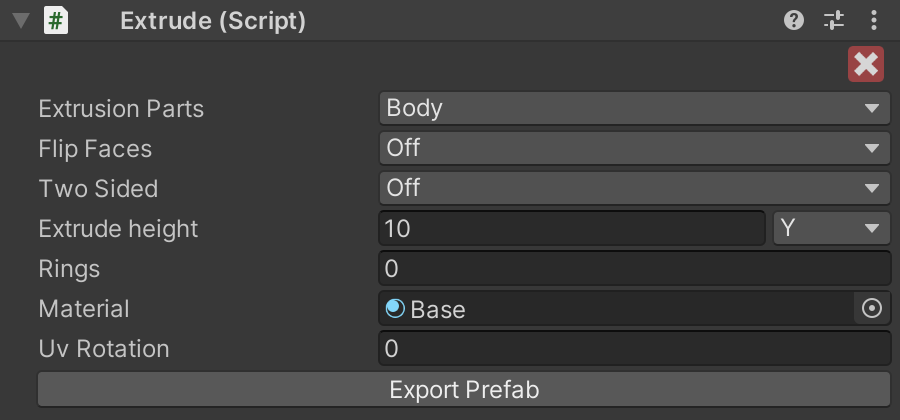 # Extrude (Script)
Extrusion Parts Body
Flip Faces Off
Two Sided Off
Extrude height 10 Y
Rings 0
Material Base
Uv Rotation 0
Export Prefab